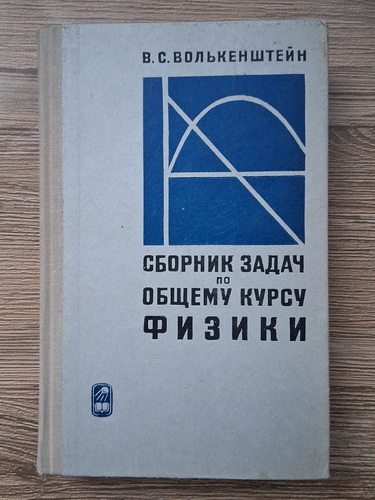 В. С. ВОЛЬКЕНШТЕЙН
СБОРНИК ЗАДАЧ
по
ОБЩЕМУ КУРСУ
ФИЗИКИ